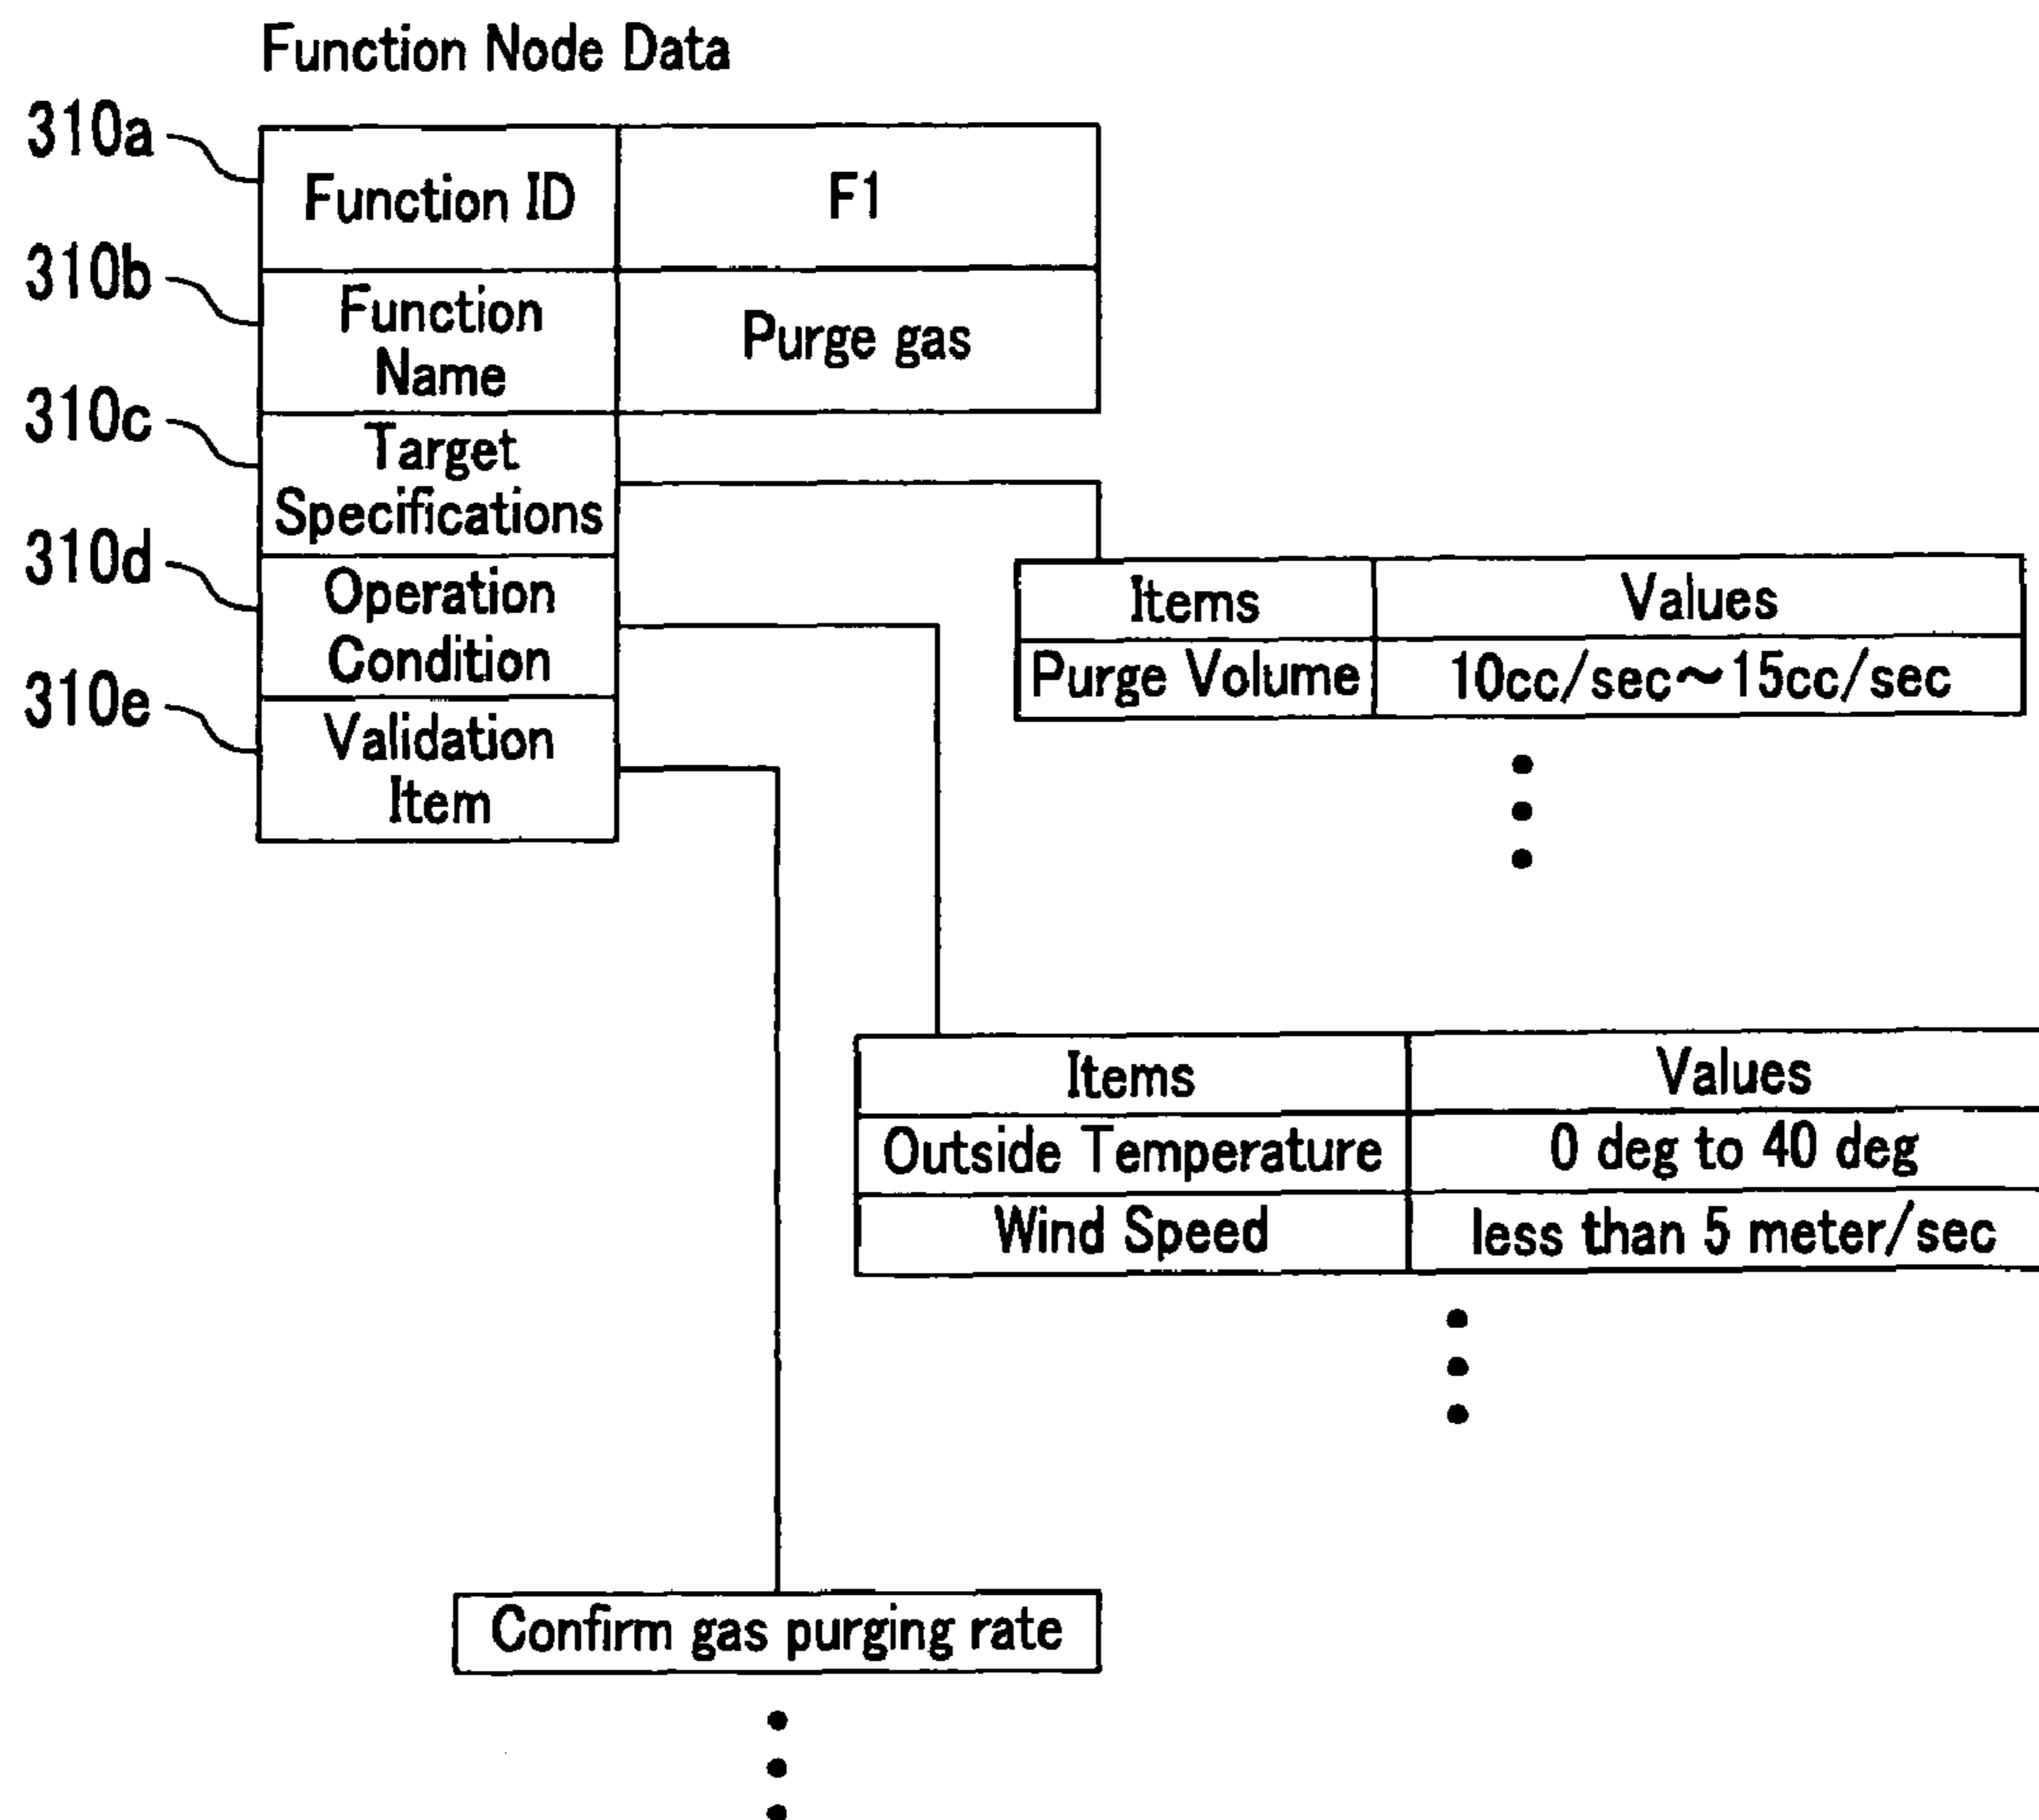 Function Node Data
310a
Function ID
F1
310b
Function
Name
Purge gas
310c
Target
Specifications
310d
Operation
Condition
310e
Validation
Item
Items
Values
Purge Volume
10cc/sec～15cc/sec
Items
Values
Outside Temperature
0 deg to 40 deg
Wind Speed
less than 5 meter/sec
Confirm gas purging rate